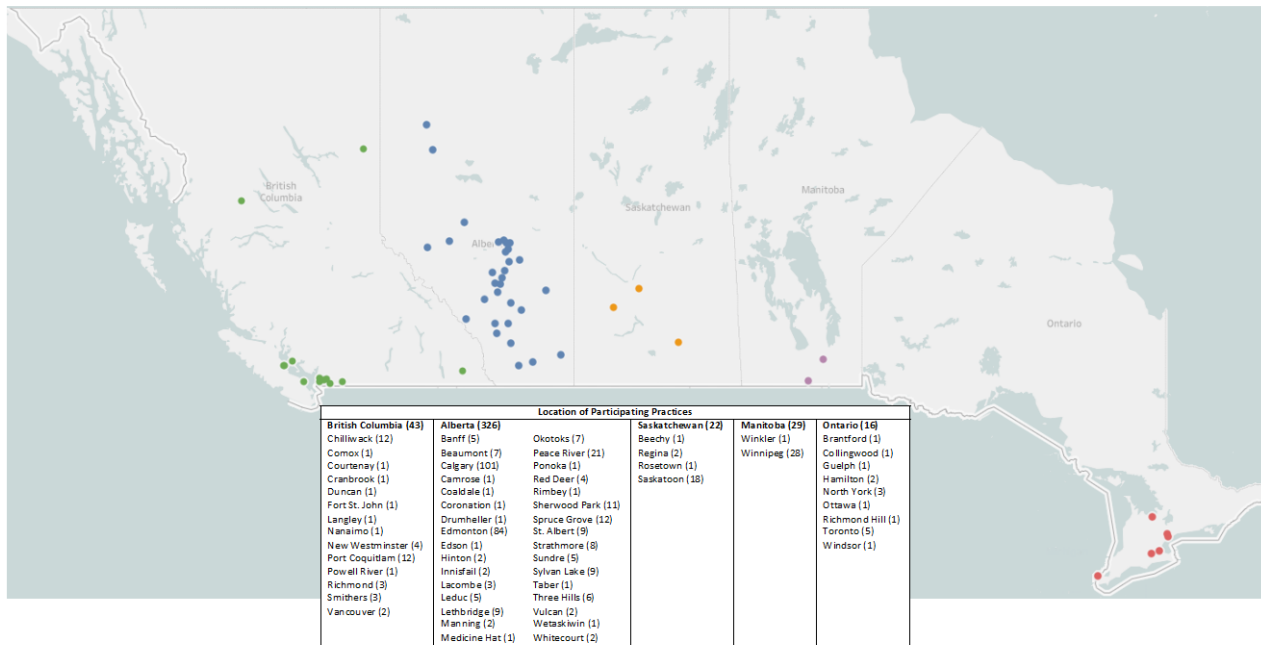 British
Columbia
Alber
Saskatchewan
Manitoba
Ontario
Location of Participating Practices
British Columbia (43)
Chilliwack (12)
Comox (1)
Courtenay (1)
Cranbrook (1)
Duncan (1)
Fort St. John (1)
Langley (1)
Nanaimo (1)
New Westminster (4)
Port Coquitlam (12)
Powell River (1)
Richmond (3)
Smithers (3)
Vancouver (2)
Alberta (326)
Banff (5)
Beaumont (7)
Calgary (101)
Camrose (1)
Coaldale (1)
Coronation (1)
Drumheller (1)
Edmonton (84)
Edson (1)
Hinton (2)
Innisfail (2)
Lacombe (3)
Leduc (5)
Lethbridge (9)
Manning (2)
Medicine Hat (1)
Okotoks (7)
Peace River (21)
Ponoka (1)
Red Deer (4)
Rimbey (1)
Sherwood Park (11)
Spruce Grove (12)
St. Albert (9)
Strathmore (8)
Sundre (5)
Sylvan Lake (9)
Taber (1)
Three Hills (6)
Vulcan (2)
Wetaskiwin (1)
Whitecourt (2)
Saskatchewan (22)
Beechy (1)
Regina (2)
Rosetown (1)
Saskatoon (18)
Manitoba (29)
Winkler (1)
Winnipeg (28)
Ontario (16)
Brantford (1)
Collingwood (1)
Guelph (1)
Hamilton (2)
North York (3)
Ottawa (1)
Richmond Hill (1)
Toronto (5)
Windsor (1)